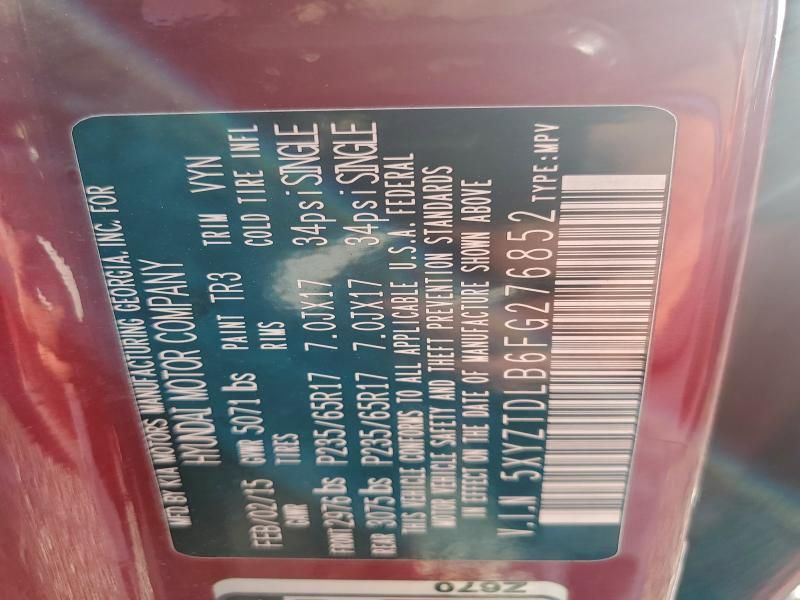 MFD BY KIA MOTORS MANUFACTURING GEORGIA, INC. FOR
HYUNDAI MOTOR COMPANY
FEB/02/15 GVWR 5071 lbs PAINT TR3 TRIM VYN
GAWR TIRES RIMS COLD TIRE INFL
FRONT 2976 lbs P235/65R17 7.0JX17 34psi SINGLE
REAR 3075 lbs P235/65R17 7.0JX17 34psi SINGLE
THIS VEHICLE CONFORMS TO ALL APPLICABLE U.S.A. FEDERAL
MOTOR VEHICLE SAFETY AND THEFT PREVENTION STANDARDS
IN EFFECT ON THE DATE OF MANUFACTURE SHOWN ABOVE
V.I.N 5XYZTDLB6FG276852 TYPE:MPV
Z670